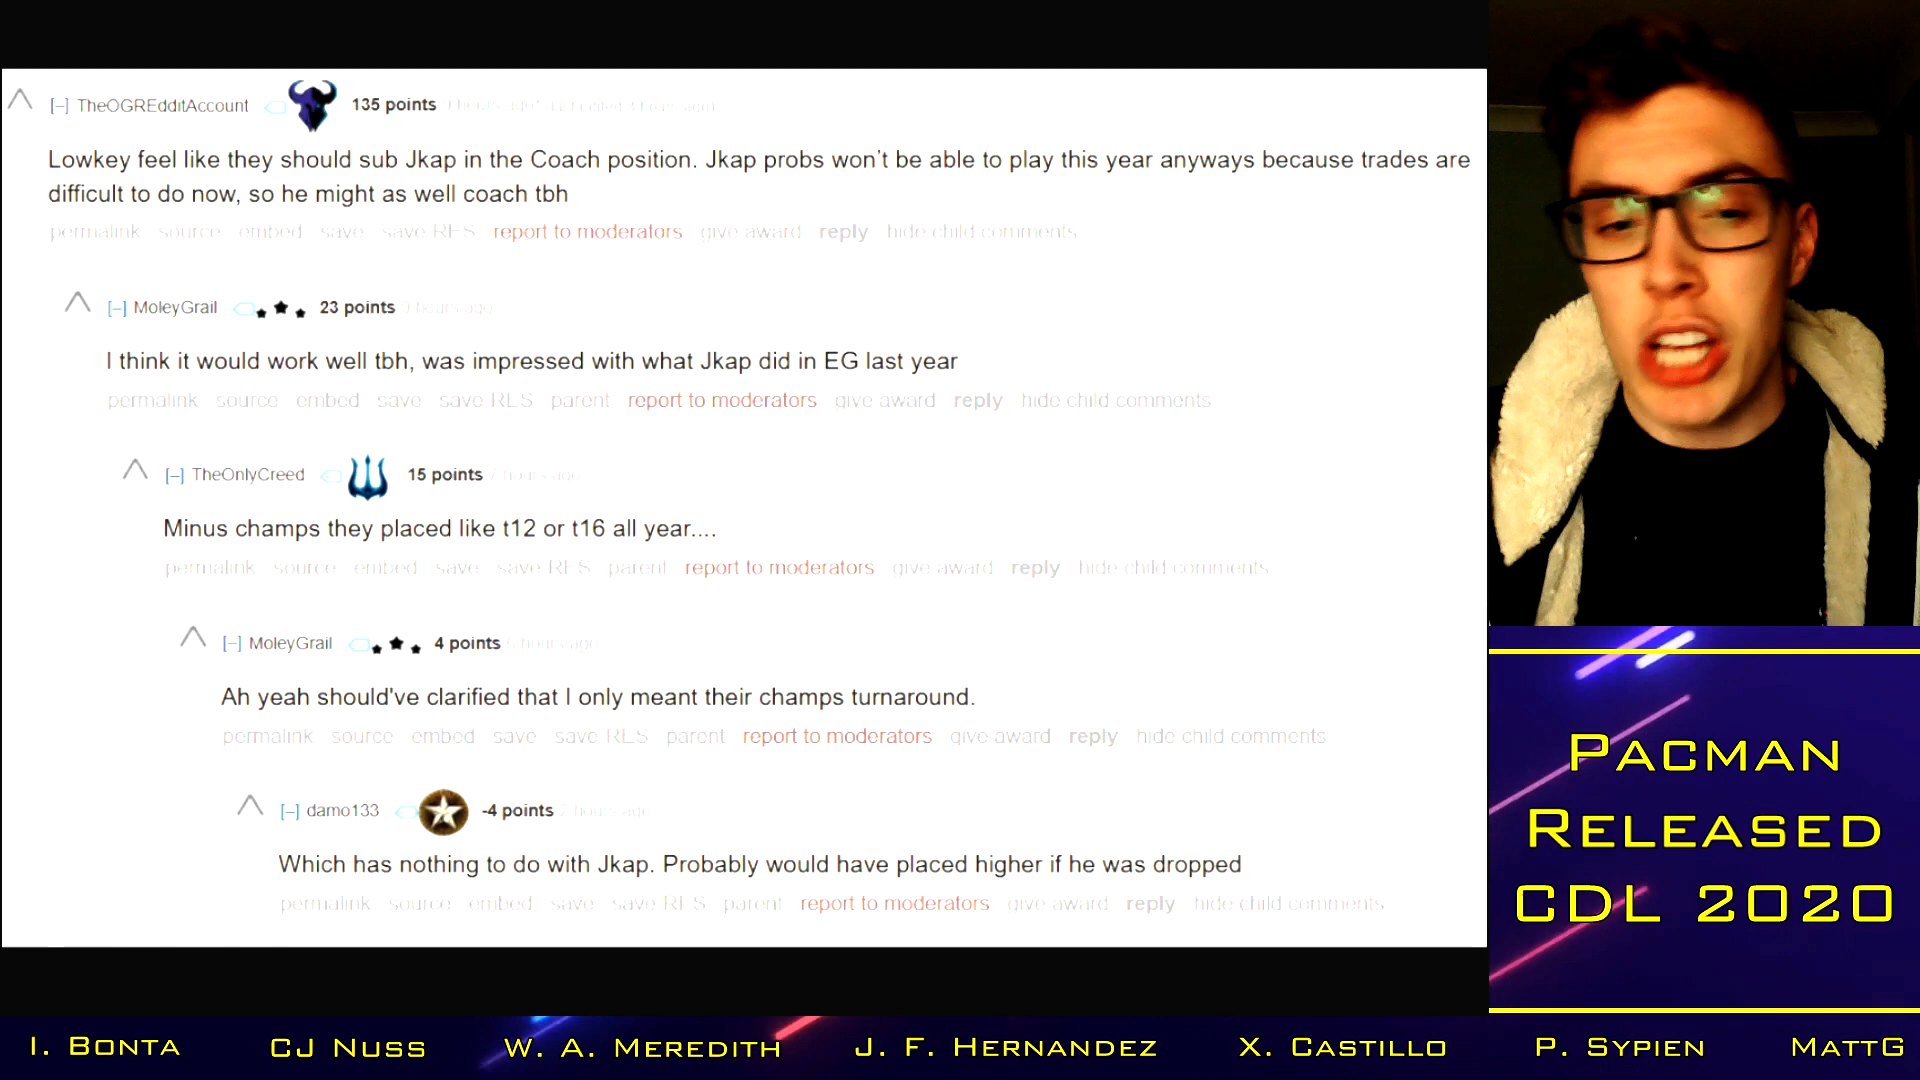 [–] TheOGREdditAccount 135 points
Lowkey feel like they should sub Jkap in the Coach position. Jkap probs won't be able to play this year anyways because trades are
difficult to do now, so he might as well coach tbh
permalink source embed save save RES report to moderators give award reply hide child comments
[–] MoleyGrail 23 points hours ago
I think it would work well tbh, was impressed with what Jkap did in EG last year
permalink source embed save save RES parent report to moderators give award reply hide child comments
[–] TheOnlyCreed 15 points 7 hours ago
Minus champs they placed like t12 or t16 all year....
permalink source embed save save RES parent report to moderators give award reply hide child comments
[–] MoleyGrail 4 points hours ago
Ah yeah should've clarified that I only meant their champs turnaround.
permalink source embed save save RES parent report to moderators give award reply hide child comments
[–] damo133 -4 points 2 hours ago
Which has nothing to do with Jkap. Probably would have placed higher if he was dropped
permalink source embed save save RES parent report to moderators give award reply hide child comments
Pacman
Released
CDL 2020
I. Bonta CJ Nuss W. A. Meredith J. F. Hernandez X. Castillo P. Sypien MattG